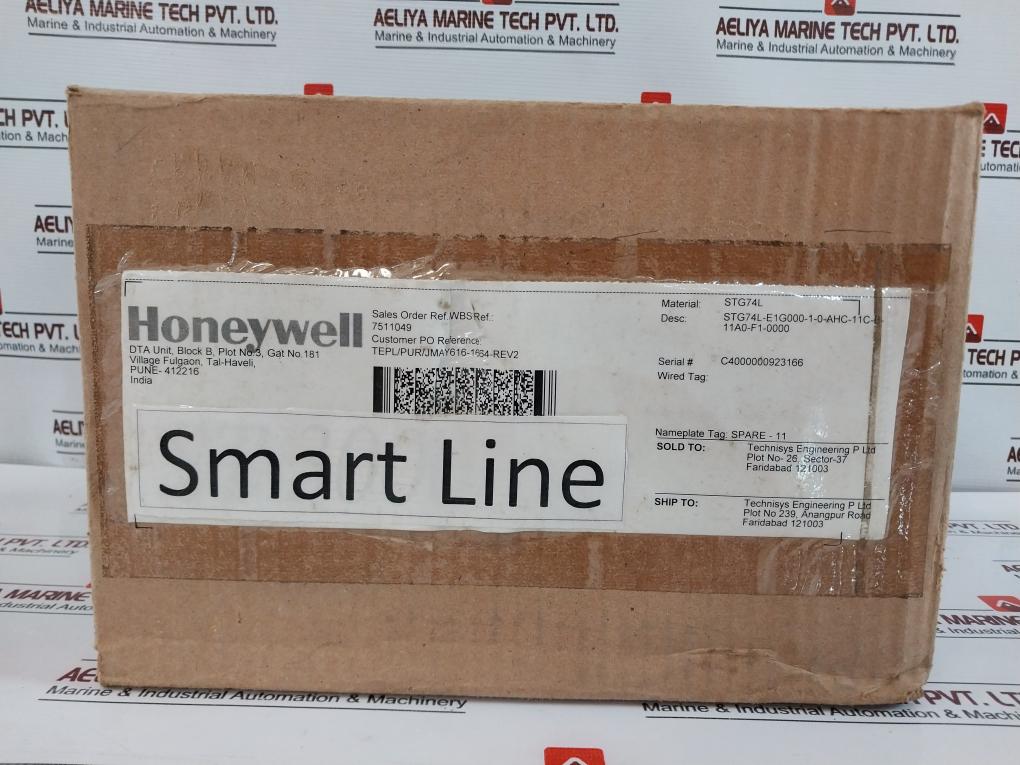 AELIYA MARINE TECH PVT. LTD.
Marine & Industrial Automation & Machinery
AELIYA MARINE TECH PVT. LTD.
Marine & Industrial Automation & Machinery
AELIYA MARINE TECH PVT. LTD.
Marine & Industrial Automation & Machinery
Honeywell
DTA Unit, Block B, Plot No.3, Gat No.181
Village Fulgaon, Tal-Haveli,
PUNE- 412216
India
Sales Order Ref.WBSRef.:
7511049
Customer PO Reference:
TEPL/PUR/JMAY616-1664-REV2
Material: STG74L
Desc: STG74L-E1G000-1-0-AHC-11C-
11A0-F1-0000
Serial # C4000000923166
Wired Tag:
Nameplate Tag: SPARE - 11
SOLD TO: Technisys Engineering P Ltd
Plot No- 26, Sector-37
Faridabad 121003
SHIP TO: Technisys Engineering P Ltd
Plot No 239, Anangpur Road
Faridabad 121003
Smart Line
Marine & Industrial Automation & Machinery